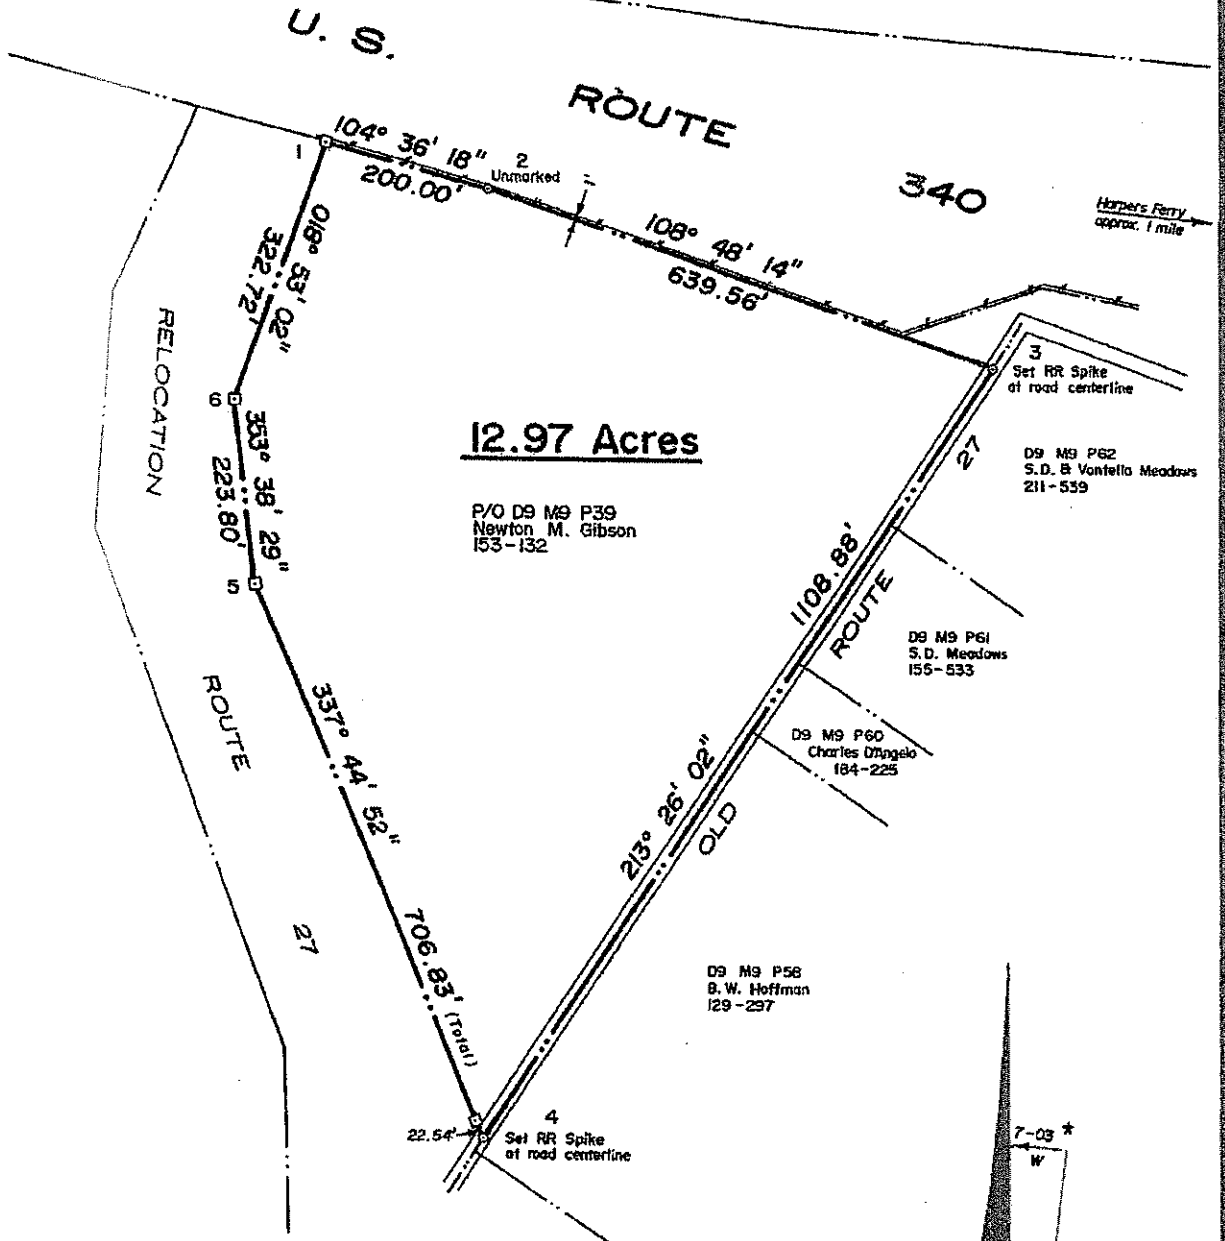 U. S.
ROUTE
340
Harpers Ferry
approx. 1 mile
1
104° 36' 18"
200.00'
2
Unmarked
108° 48' 14"
639.56'
3
Set RR Spike
at road centerline
018° 53' 02"
322.72'
6
353° 38' 29"
223.80'
5
RELOCATION
ROUTE
27
12.97 Acres
P/O D9 M9 P39
Newton M. Gibson
153-132
27
ROUTE
OLD
1108.88'
213° 26' 02"
D9 M9 P62
S.D. & Vontella Meadows
211-539
D9 M9 P61
S.D. Meadows
155-533
D9 M9 P60
Charles D'Angelo
184-225
337° 44' 52"
706.83' (Total)
D9 M9 P58
B.W. Hoffman
129-297
22.54'
4
Set RR Spike
at road centerline
7-03 *
W